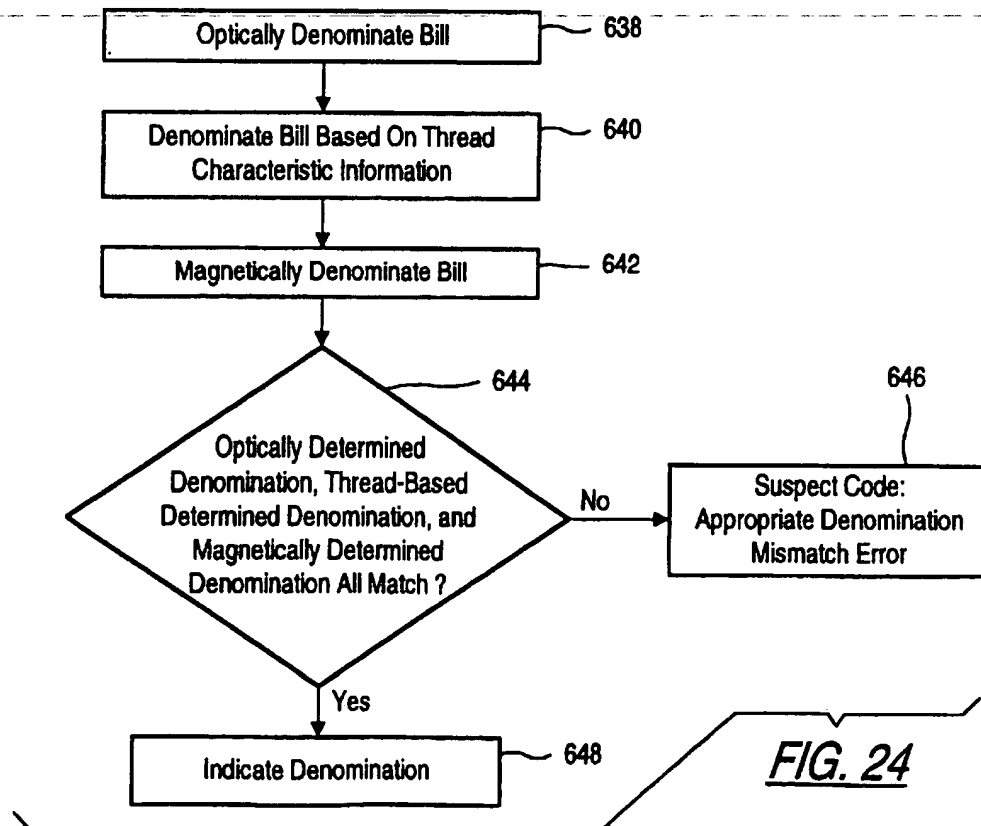 Optically Denominate Bill
638
Denominate Bill Based On Thread
Characteristic Information
640
Magnetically Denominate Bill
642
644
Optically Determined
Denomination, Thread-Based
Determined Denomination, and
Magnetically Determined
Denomination All Match ?
No
646
Suspect Code:
Appropriate Denomination
Mismatch Error
Yes
Indicate Denomination
648
FIG. 24